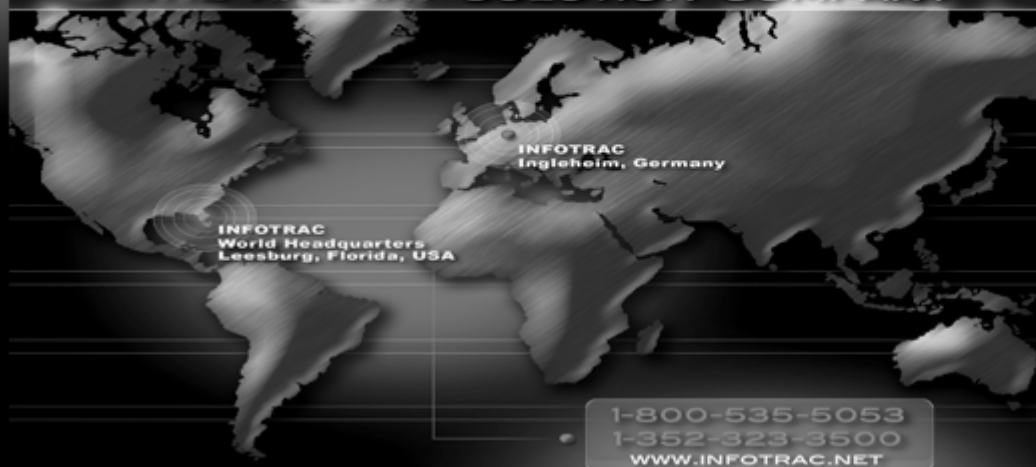 INFOTRAC
Ingleheim, Germany
INFOTRAC
World Headquarters
Leesburg, Florida, USA
1-800-535-5053
1-352-323-3500
WWW.INFOTRAC.NET